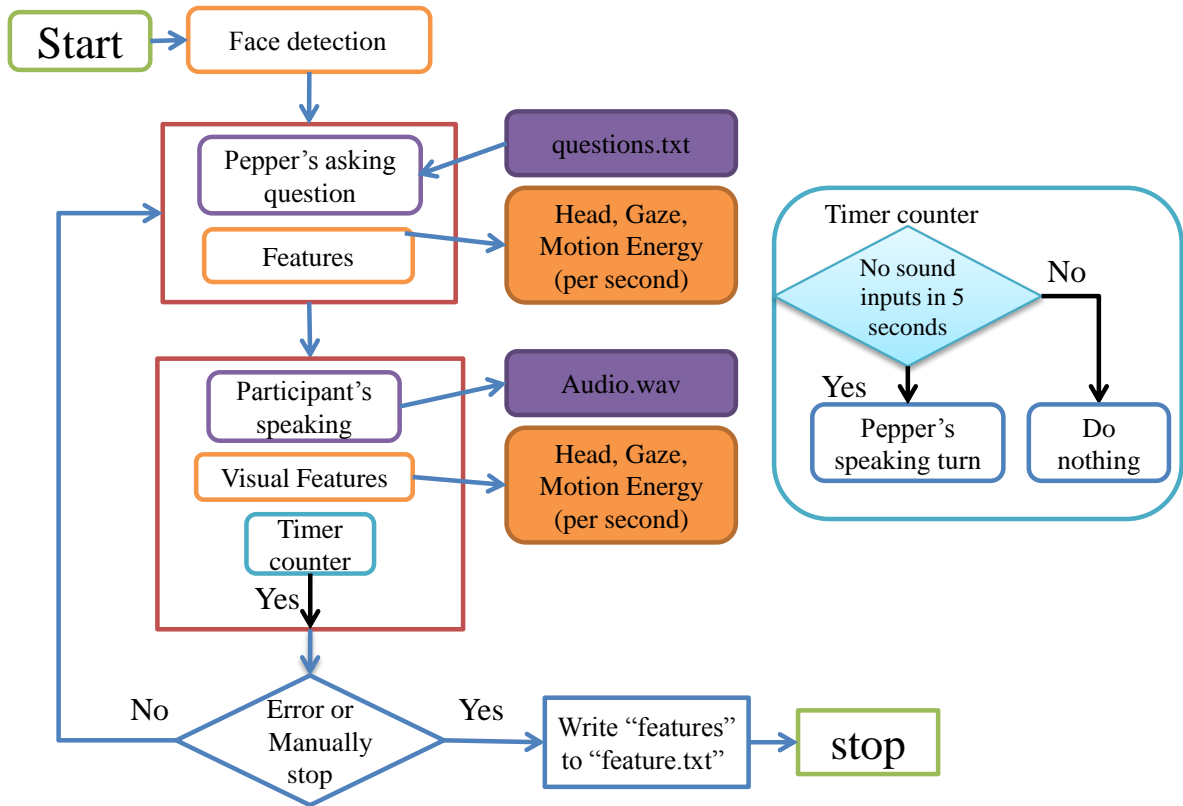 Start
Face detection
Pepper’s asking
question
questions.txt
Features
Head, Gaze,
Motion Energy
(per second)
Participant’s
speaking
Audio.wav
Visual Features
Head, Gaze,
Motion Energy
(per second)
Timer
counter
Yes
Error or
Manually
stop
No
Yes
Write “features”
to “feature.txt”
stop
Timer counter
No sound
inputs in 5
seconds
No
Yes
Pepper’s
speaking turn
Do
nothing